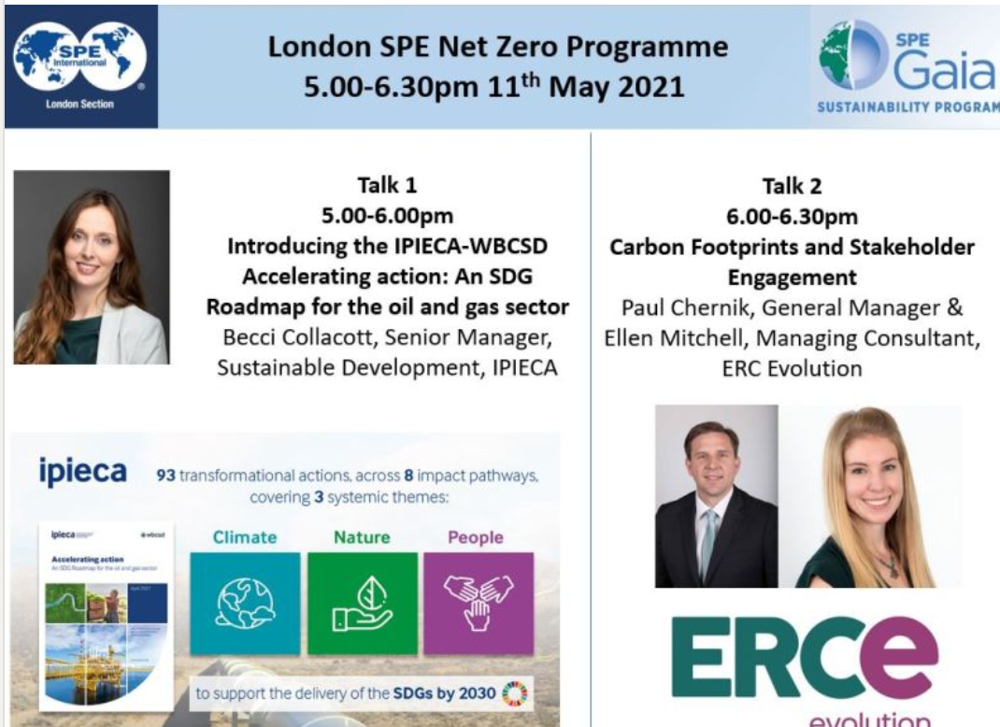 SPE
International
London Section
London SPE Net Zero Programme
5.00-6.30pm 11th May 2021
SPE
Gaia
SUSTAINABILITY PROGRAM
Talk 1
5.00-6.00pm
Introducing the IPIECA-WBCSD
Accelerating action: An SDG
Roadmap for the oil and gas sector
Becci Collacott, Senior Manager,
Sustainable Development, IPIECA
ipieca
93 transformational actions, across 8 impact pathways,
covering 3 systemic themes:
ipieca
wbcsd
Accelerating action
An SDG Roadmap for the oil and gas sector
April 2021
Climate
Nature
People
to support the delivery of the SDGs by 2030
Talk 2
6.00-6.30pm
Carbon Footprints and Stakeholder
Engagement
Paul Chernik, General Manager &
Ellen Mitchell, Managing Consultant,
ERC Evolution
ERCe
evolution